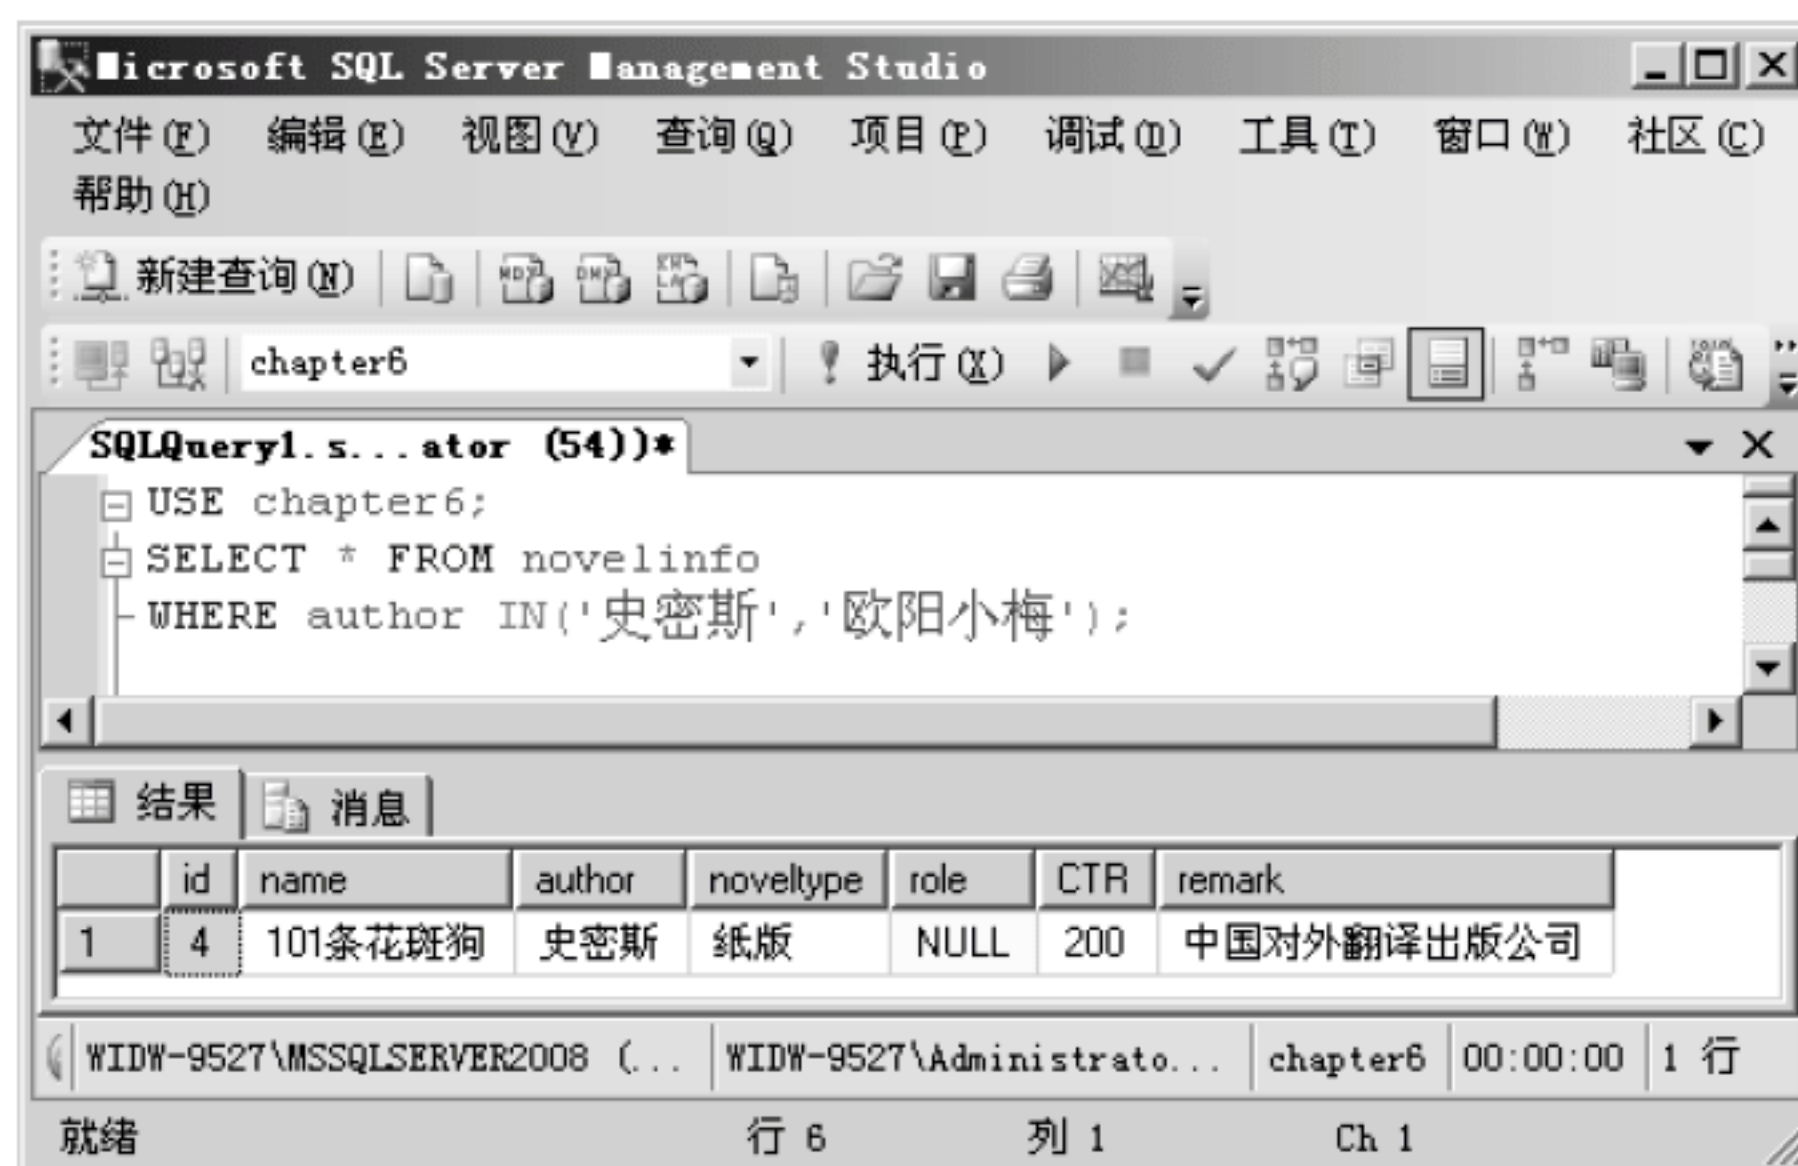 Microsoft SQL Server Management Studio
文件(F) 编辑(E) 视图(V) 查询(Q) 项目(P) 调试(D) 工具(T) 窗口(W) 社区(C)
帮助(H)
新建查询(N)
chapter6 执行(X)
SQLQuery1.s...ator (54))*
USE chapter6;
SELECT * FROM novelinfo
WHERE author IN('史密斯','欧阳小梅');
结果 消息
id name author noveltype role CTR remark
1 4 101条花斑狗 史密斯 纸版 NULL 200 中国对外翻译出版公司
WIDW-9527\MSSQLSERVER2008 (... WIDW-9527\Administrato... chapter6 00:00:00 1 行
就绪 行 6 列 1 Ch 1